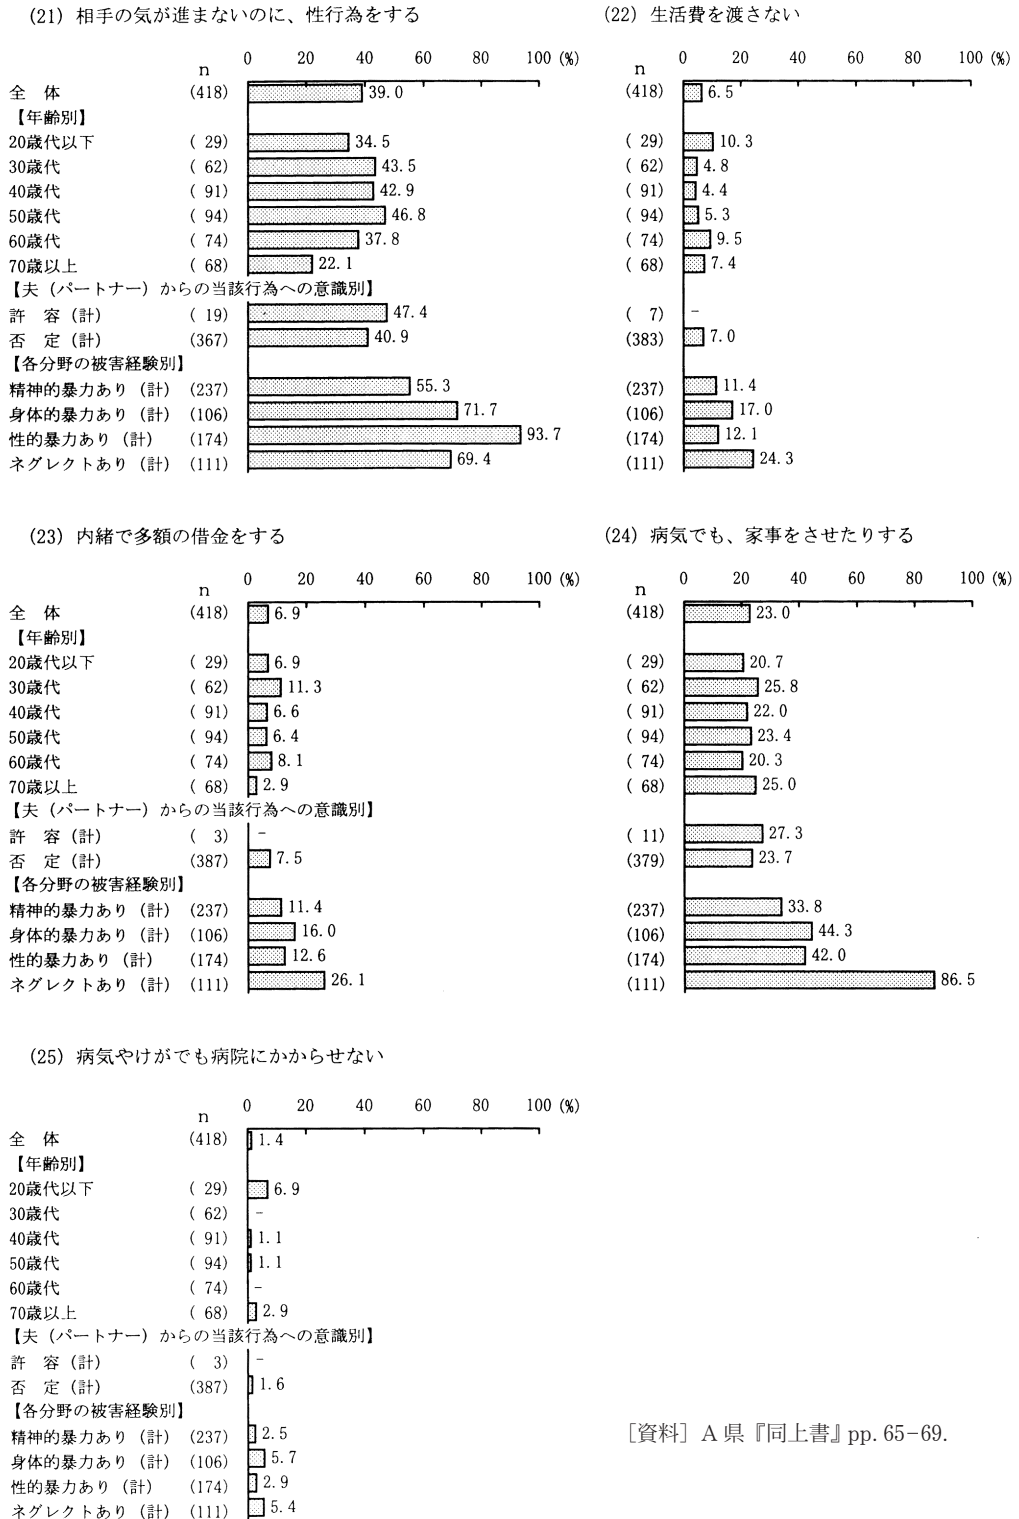 (21) 相手の気が進まないのに、性行為をする
n 0 20 40 60 80 100 (%)
全 体 (418) 39.0
【年齢別】
20歳代以下 ( 29) 34.5
30歳代 ( 62) 43.5
40歳代 ( 91) 42.9
50歳代 ( 94) 46.8
60歳代 ( 74) 37.8
70歳以上 ( 68) 22.1
【夫（パートナー）からの当該行為への意識別】
許 容（計） ( 19) 47.4
否 定（計） (367) 40.9
【各分野の被害経験別】
精神的暴力あり（計） (237) 55.3
身体的暴力あり（計） (106) 71.7
性的暴力あり（計） (174) 93.7
ネグレクトあり（計） (111) 69.4
(22) 生活費を渡さない
n 0 20 40 60 80 100 (%)
(418) 6.5
( 29) 10.3
( 62) 4.8
( 91) 4.4
( 94) 5.3
( 74) 9.5
( 68) 7.4
( 7) −
(383) 7.0
(237) 11.4
(106) 17.0
(174) 12.1
(111) 24.3
(23) 内緒で多額の借金をする
n 0 20 40 60 80 100 (%)
全 体 (418) 6.9
【年齢別】
20歳代以下 ( 29) 6.9
30歳代 ( 62) 11.3
40歳代 ( 91) 6.6
50歳代 ( 94) 6.4
60歳代 ( 74) 8.1
70歳以上 ( 68) 2.9
【夫（パートナー）からの当該行為への意識別】
許 容（計） ( 3) −
否 定（計） (387) 7.5
【各分野の被害経験別】
精神的暴力あり（計） (237) 11.4
身体的暴力あり（計） (106) 16.0
性的暴力あり（計） (174) 12.6
ネグレクトあり（計） (111) 26.1
(24) 病気でも、家事をさせたりする
n 0 20 40 60 80 100 (%)
(418) 23.0
( 29) 20.7
( 62) 25.8
( 91) 22.0
( 94) 23.4
( 74) 20.3
( 68) 25.0
( 11) 27.3
(379) 23.7
(237) 33.8
(106) 44.3
(174) 42.0
(111) 86.5
(25) 病気やけがでも病院にかからせない
n 0 20 40 60 80 100 (%)
全 体 (418) 1.4
【年齢別】
20歳代以下 ( 29) 6.9
30歳代 ( 62) −
40歳代 ( 91) 1.1
50歳代 ( 94) 1.1
60歳代 ( 74) −
70歳以上 ( 68) 2.9
【夫（パートナー）からの当該行為への意識別】
許 容（計） ( 3) −
否 定（計） (387) 1.6
【各分野の被害経験別】
精神的暴力あり（計） (237) 2.5
身体的暴力あり（計） (106) 5.7
性的暴力あり（計） (174) 2.9
ネグレクトあり（計） (111) 5.4
［資料］A 県『同上書』pp. 65−69.